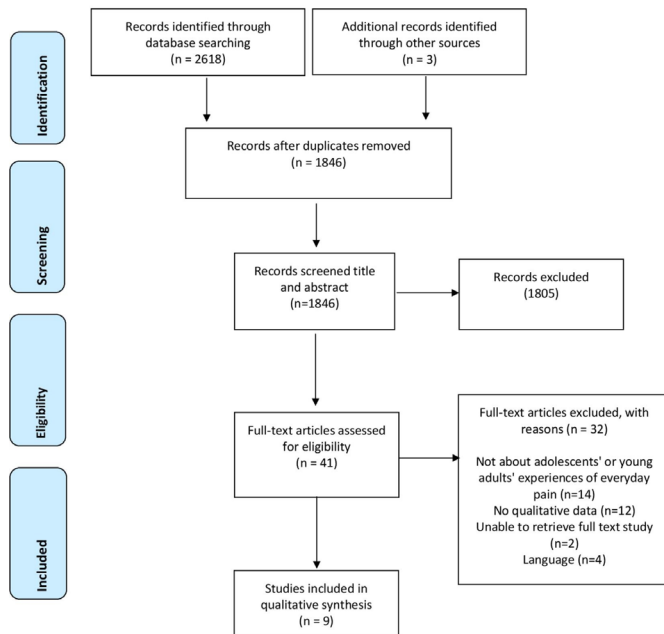 Identification
Records identified through
database searching
(n = 2618)
Additional records identified
through other sources
(n = 3)
Records after duplicates removed
(n = 1846)
Screening
Records screened title
and abstract
(n=1846)
Records excluded
(1805)
Eligibility
Full-text articles assessed
for eligibility
(n = 41)
Full-text articles excluded, with
reasons (n = 32)
Not about adolescents' or young
adults' experiences of everyday
pain (n=14)
No qualitative data (n=12)
Unable to retrieve full text study
(n=2)
Language (n=4)
Included
Studies included in
qualitative synthesis
(n = 9)